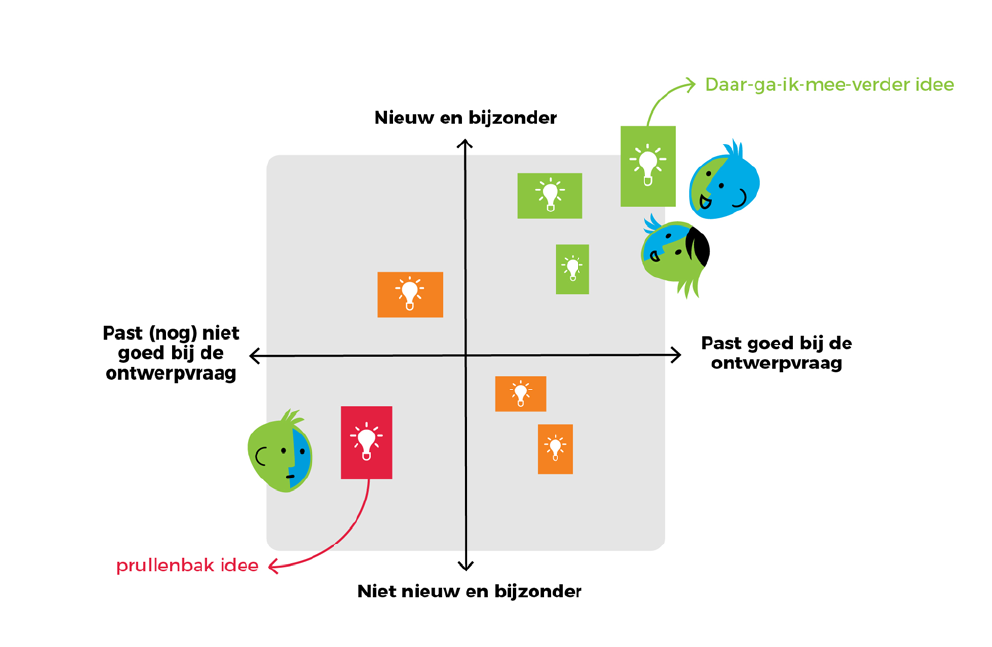 Daar-ga-ik-mee-verder idee
Nieuw en bijzonder
Past (nog) niet
goed bij de
ontwerpvraag
Past goed bij de
ontwerpvraag
prullenbak idee
Niet nieuw en bijzonder